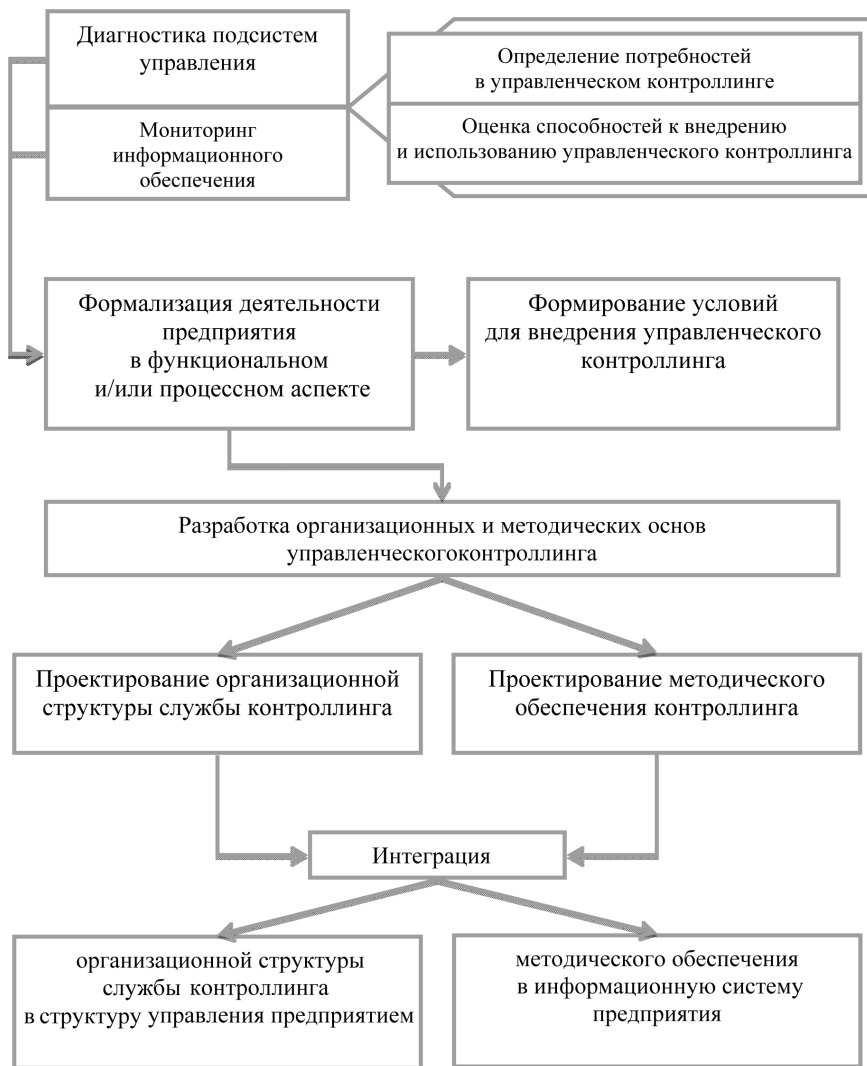 Диагностика подсистем
управления
Мониторинг
информационного
обеспечения
Определение потребностей
в управленческом контроллинге
Оценка способностей к внедрению
и использованию управленческого контроллинга
Формализация деятельности
предприятия
в функциональном
и/или процессном аспекте
Формирование условий
для внедрения управленческого
контроллинга
Разработка организационных и методических основ
управленческогоконтроллинга
Проектирование организационной
структуры службы контроллинга
Проектирование методического
обеспечения контроллинга
Интеграция
организационной структуры
службы контроллинга
в структуру управления предприятием
методического обеспечения
в информационную систему
предприятия